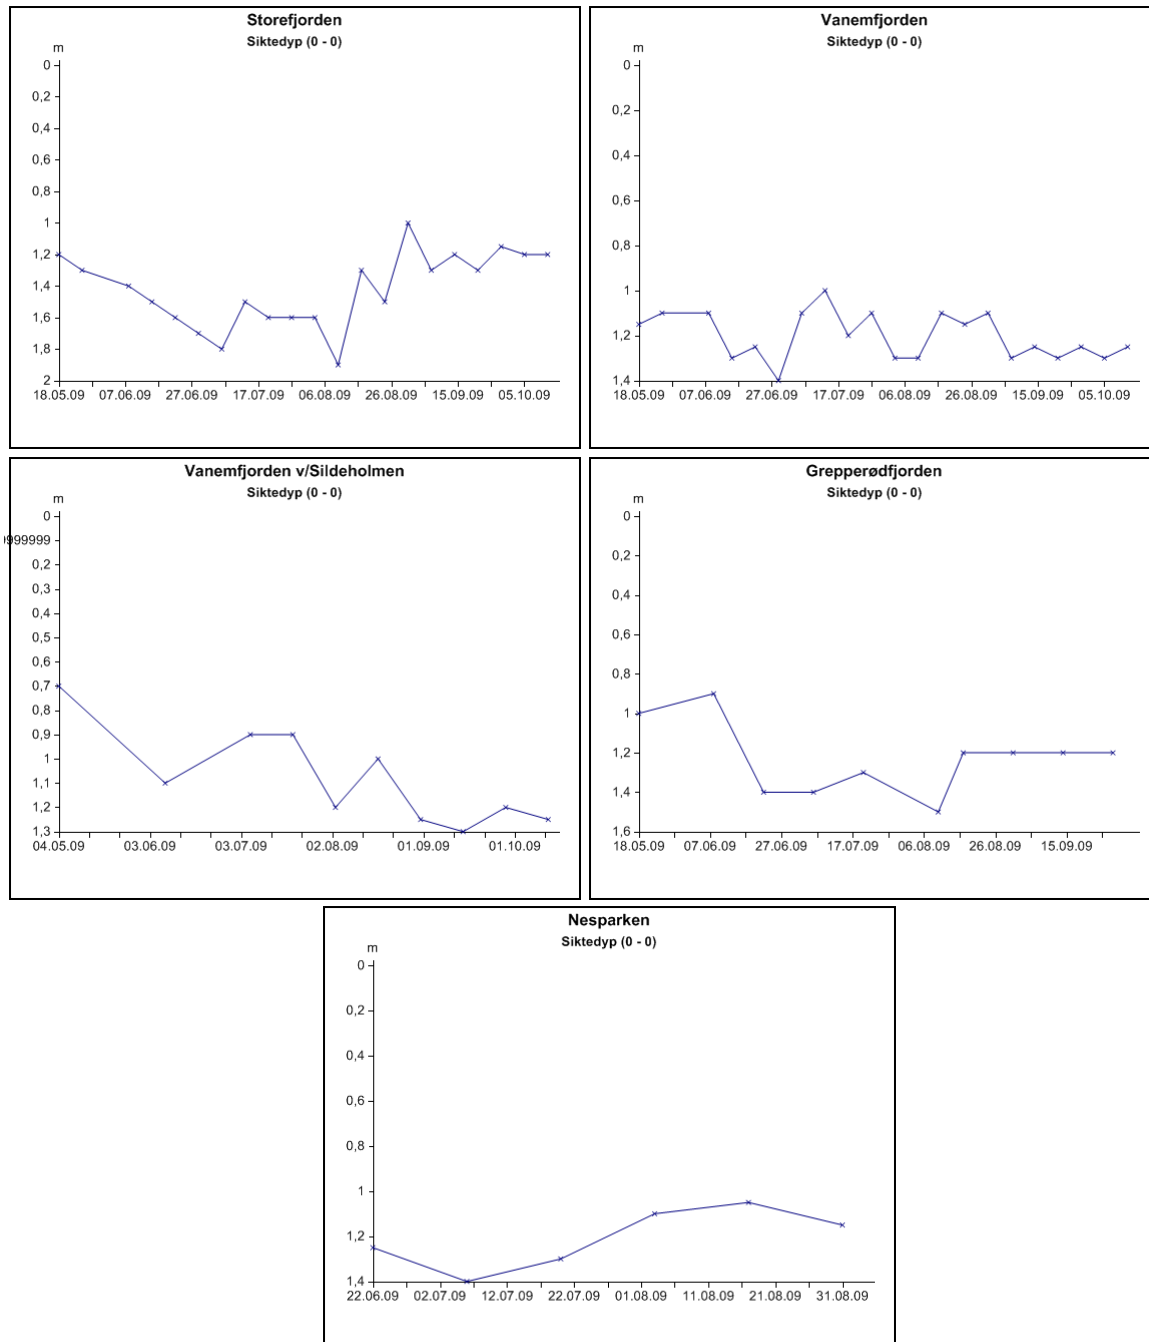 Storefjorden
Siktedyp (0 - 0)
m
0
0,2
0,4
0,6
0,8
1
1,2
1,4
1,6
1,8
2
18.05.09 07.06.09 27.06.09 17.07.09 06.08.09 26.08.09 15.09.09 05.10.09
Vanemfjorden
Siktedyp (0 - 0)
m
0
0,2
0,4
0,6
0,8
1
1,2
1,4
18.05.09 07.06.09 27.06.09 17.07.09 06.08.09 26.08.09 15.09.09 05.10.09
Vanemfjorden v/Sildeholmen
Siktedyp (0 - 0)
m
0
9999999
0,2
0,3
0,4
0,5
0,6
0,7
0,8
0,9
1
1,1
1,2
1,3
04.05.09 03.06.09 03.07.09 02.08.09 01.09.09 01.10.09
Grepperødfjorden
Siktedyp (0 - 0)
m
0
0,2
0,4
0,6
0,8
1
1,2
1,4
1,6
18.05.09 07.06.09 27.06.09 17.07.09 06.08.09 26.08.09 15.09.09
Nesparken
Siktedyp (0 - 0)
m
0
0,2
0,4
0,6
0,8
1
1,2
1,4
22.06.09 02.07.09 12.07.09 22.07.09 01.08.09 11.08.09 21.08.09 31.08.09